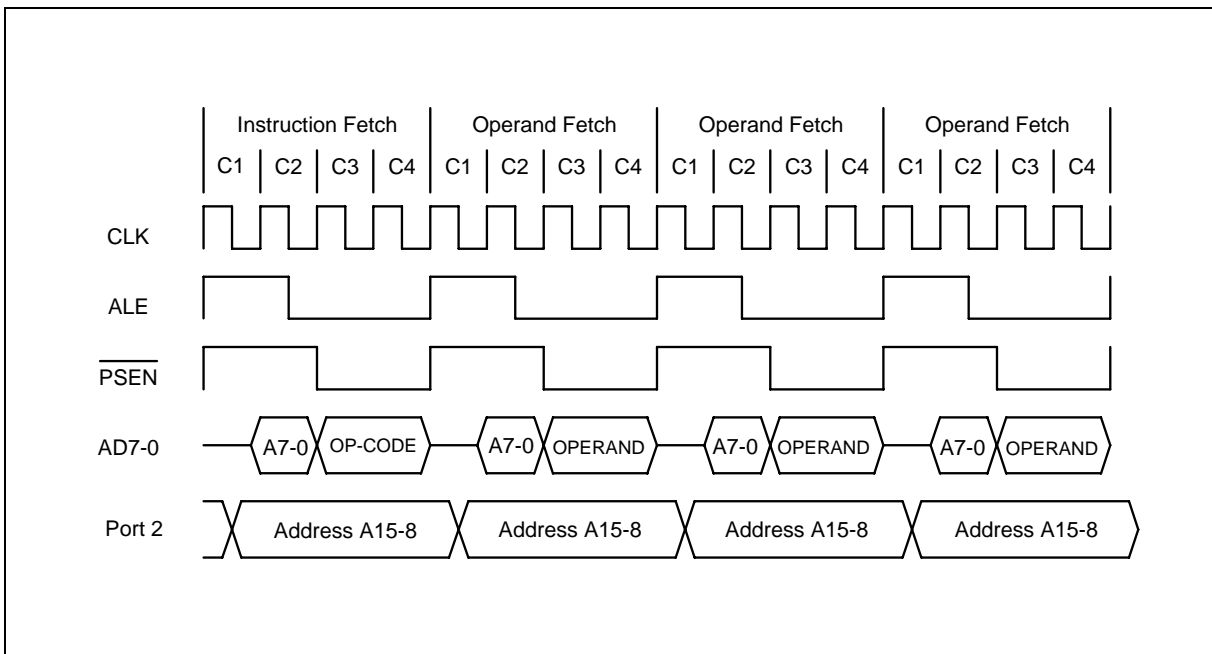 Instruction Fetch Operand Fetch Operand Fetch Operand Fetch
C1 C2 C3 C4 C1 C2 C3 C4 C1 C2 C3 C4 C1 C2 C3 C4
CLK
ALE
PSEN
AD7-0 A7-0 OP-CODE A7-0 OPERAND A7-0 OPERAND A7-0 OPERAND
Port 2 Address A15-8 Address A15-8 Address A15-8 Address A15-8